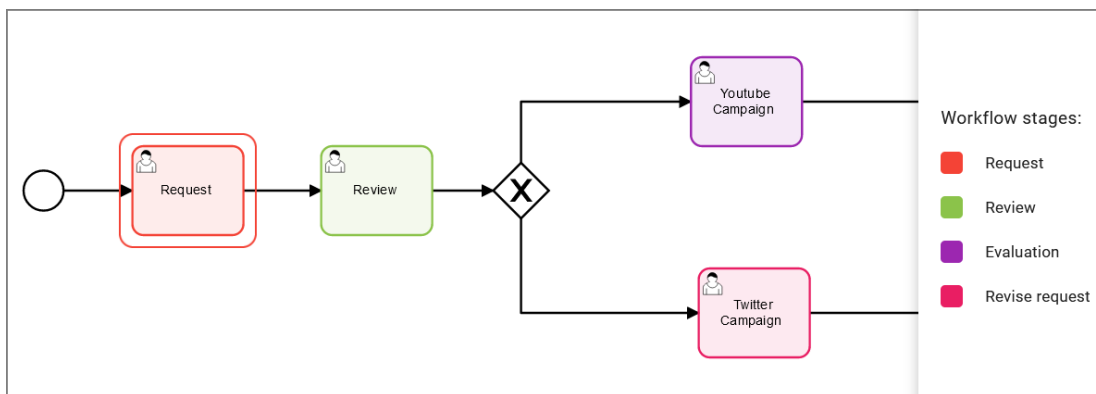 Youtube
Campaign
Request
Review
X
Twitter
Campaign
Workflow stages:
Request
Review
Evaluation
Revise request